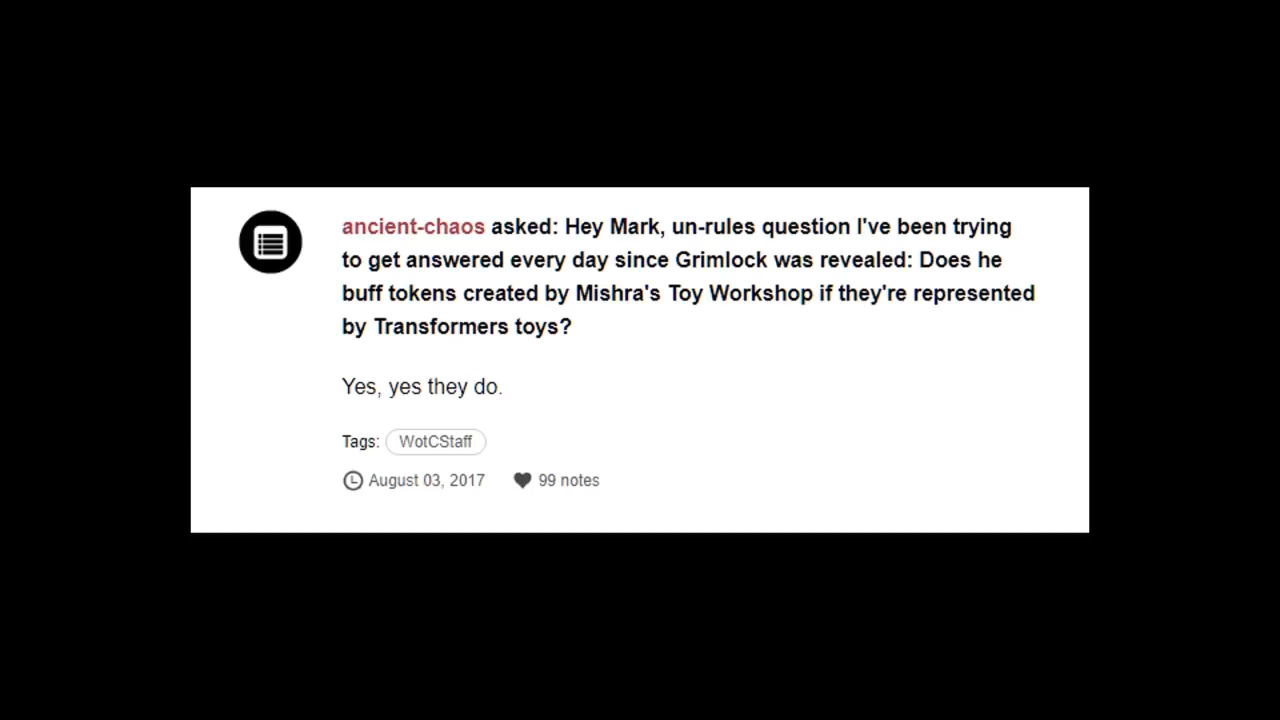 ancient-chaos asked: Hey Mark, un-rules question I've been trying
to get answered every day since Grimlock was revealed: Does he
buff tokens created by Mishra's Toy Workshop if they're represented
by Transformers toys?
Yes, yes they do.
Tags: WotCStaff
August 03, 2017 99 notes